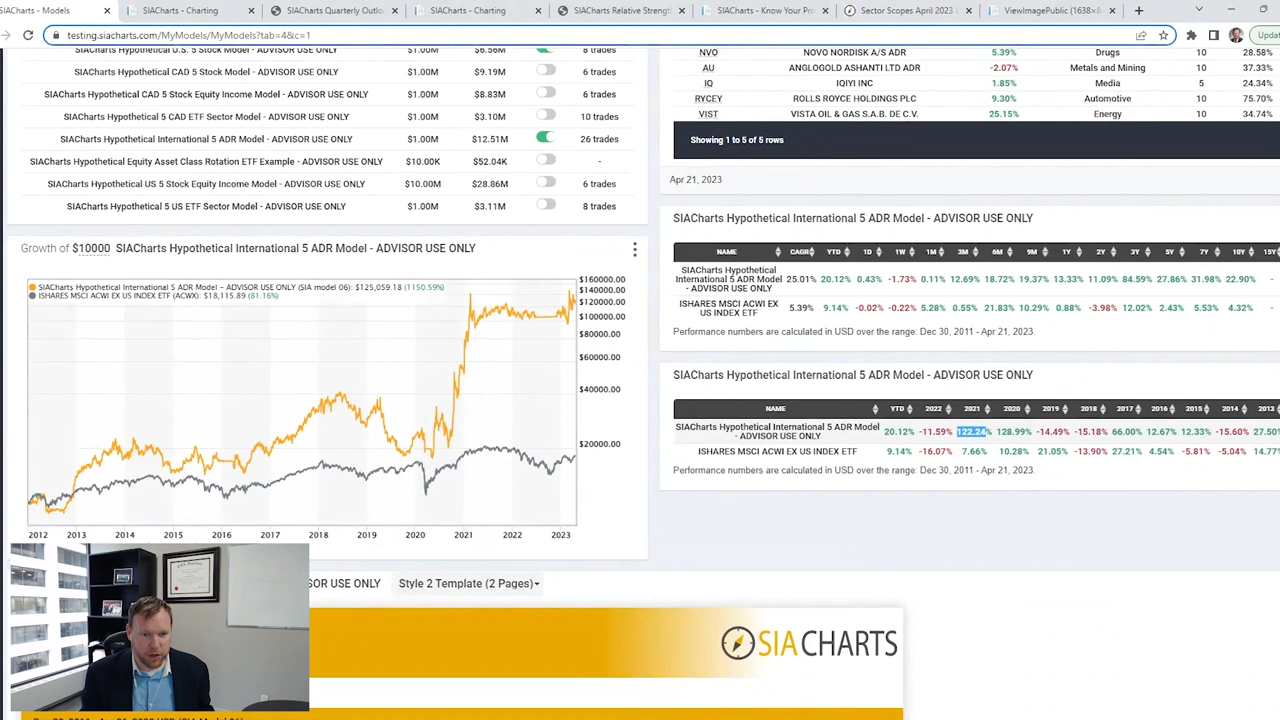 SIACharts - Models
SIACharts - Charting
SIACharts Quarterly Outlo
SIACharts - Charting
SIACharts Relative Strength
SIACharts - Know Your Pro
Sector Scopes April 2023
ViewImagePublic (1638×8
testing.siacharts.com/MyModels/MyModels?tab=4&c=1
Updat
SIACharts Hypothetical U.S. 5 Stock Model - ADVISOR USE ONLY $1.00M $6.56M 8 trades
SIACharts Hypothetical CAD 5 Stock Model - ADVISOR USE ONLY $1.00M $9.19M 6 trades
SIACharts Hypothetical CAD 5 Stock Equity Income Model - ADVISOR USE ONLY $1.00M $8.83M 6 trades
SIACharts Hypothetical 5 CAD ETF Sector Model - ADVISOR USE ONLY $1.00M $3.10M 10 trades
SIACharts Hypothetical International 5 ADR Model - ADVISOR USE ONLY $1.00M $12.51M 26 trades
SIACharts Hypothetical Equity Asset Class Rotation ETF Example - ADVISOR USE ONLY $10.00K $52.04K -
SIACharts Hypothetical US 5 Stock Equity Income Model - ADVISOR USE ONLY $10.00M $28.86M 6 trades
SIACharts Hypothetical 5 US ETF Sector Model - ADVISOR USE ONLY $1.00M $3.11M 8 trades
NVO NOVO NORDISK A/S ADR 5.39% Drugs 10 28.58%
AU ANGLOGOLD ASHANTI LTD ADR -2.07% Metals and Mining 10 37.33%
IQ IQIYI INC 1.85% Media 5 24.34%
RYCEY ROLLS ROYCE HOLDINGS PLC 9.30% Automotive 10 75.70%
VIST VISTA OIL & GAS S.A.B. DE C.V. 25.15% Energy 10 34.74%
Showing 1 to 5 of 5 rows
Apr 21, 2023
Growth of $10000 SIACharts Hypothetical International 5 ADR Model - ADVISOR USE ONLY
SIACharts Hypothetical International 5 ADR Model - ADVISOR USE ONLY (SIA model 06): $125,059.18 (1150.59%)
ISHARES MSCI ACWI EX US INDEX ETF (ACWX): $18,115.89 (81.16%)
$160000.00
$140000.00
$120000.00
$100000.00
$80000.00
$60000.00
$40000.00
$20000.00
2012 2013 2014 2015 2016 2017 2018 2019 2020 2021 2022 2023
SIACharts Hypothetical International 5 ADR Model - ADVISOR USE ONLY
NAME CAGR YTD 1D 1W 1M 3M 6M 9M 1Y 2Y 3Y 5Y 7Y 10Y 15Y
SIACharts Hypothetical
International 5 ADR Model
- ADVISOR USE ONLY
25.01% 20.12% 0.43% -1.73% 0.11% 12.69% 18.72% 19.37% 13.33% 11.09% 84.59% 27.86% 31.98% 22.90% -
ISHARES MSCI ACWI EX
US INDEX ETF
5.39% 9.14% -0.02% -0.22% 5.28% 0.55% 21.83% 10.29% 0.88% -3.98% 12.02% 2.43% 5.53% 4.32% -
Performance numbers are calculated in USD over the range: Dec 30, 2011 - Apr 21, 2023.
SIACharts Hypothetical International 5 ADR Model - ADVISOR USE ONLY
NAME YTD 2022 2021 2020 2019 2018 2017 2016 2015 2014 2013
SIACharts Hypothetical International 5 ADR Model
- ADVISOR USE ONLY
20.12% -11.59% 122.24% 128.99% -14.49% -15.18% 66.00% 12.67% 12.33% -15.60% 27.50%
ISHARES MSCI ACWI EX US INDEX ETF 9.14% -16.07% 7.66% 10.28% 21.05% -13.90% 27.21% 4.54% -5.81% -5.04% 14.77%
Performance numbers are calculated in USD over the range: Dec 30, 2011 - Apr 21, 2023.
SOR USE ONLY Style 2 Template (2 Pages)
SIACHARTS